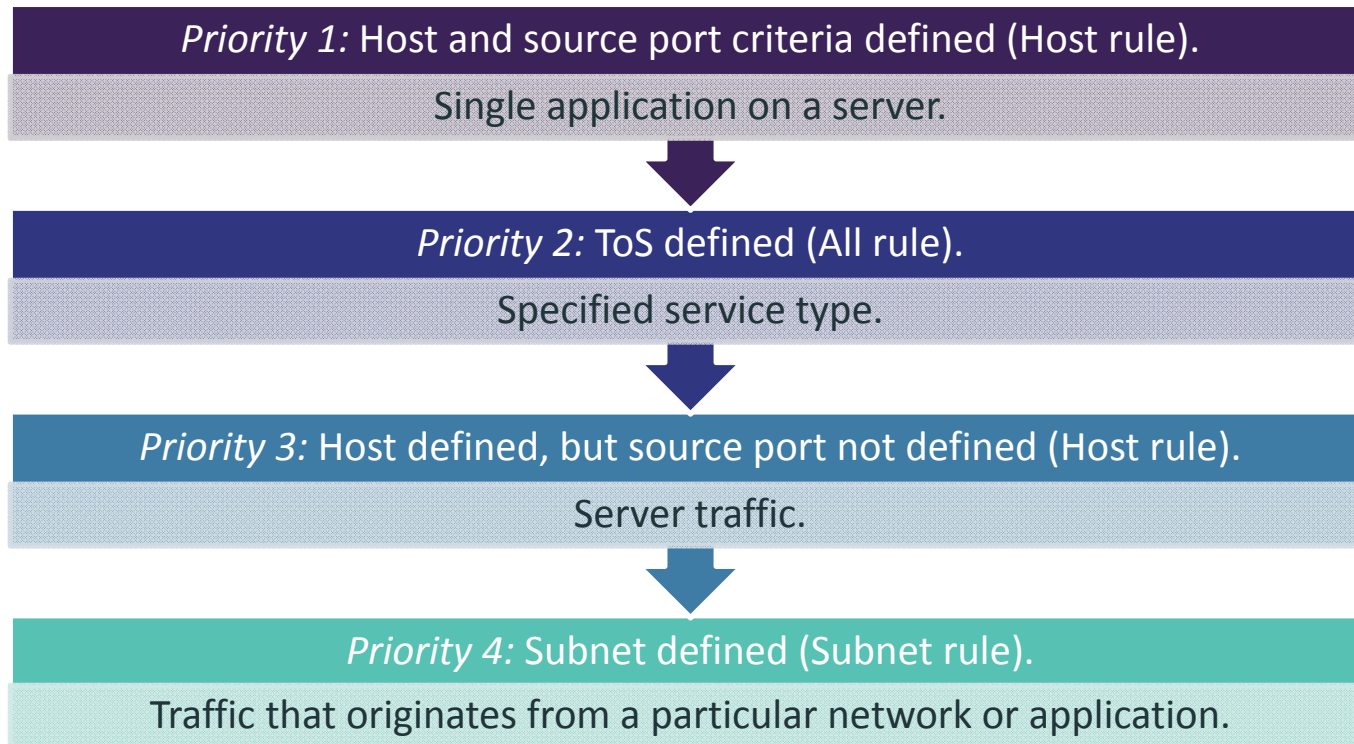 Priority 1: Host and source port criteria defined (Host rule).
Single application on a server.
Priority 2: ToS defined (All rule).
Specified service type.
Priority 3: Host defined, but source port not defined (Host rule).
Server traffic.
Priority 4: Subnet defined (Subnet rule).
Traffic that originates from a particular network or application.